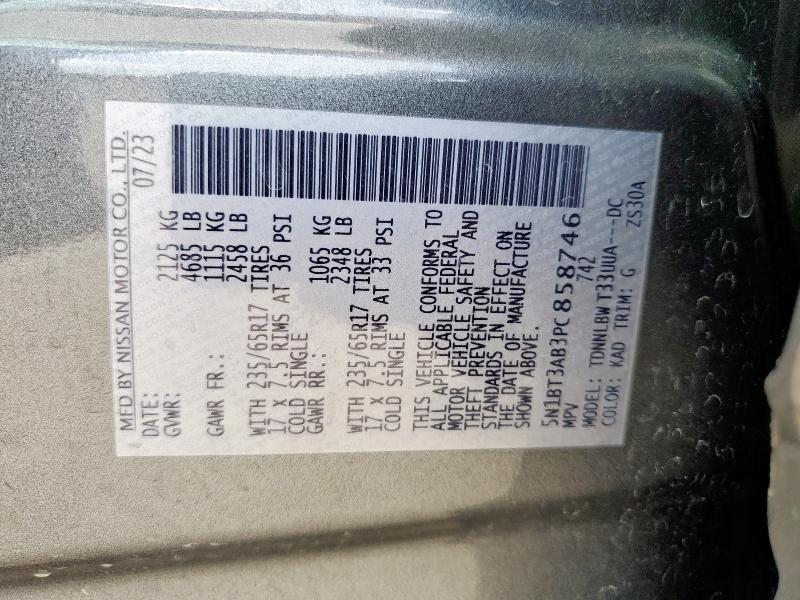 MFD BY NISSAN MOTOR CO., LTD.
DATE: 07/23
GVWR: 2125 KG
4685 LB
GAWR FR.: 1115 KG
2458 LB
WITH 235/65R17 TIRES
17 X 7.5 RIMS AT 36 PSI
COLD SINGLE
GAWR RR.: 1065 KG
2348 LB
WITH 235/65R17 TIRES
17 X 7.5 RIMS AT 33 PSI
COLD SINGLE
THIS VEHICLE CONFORMS TO
ALL APPLICABLE FEDERAL
MOTOR VEHICLE SAFETY AND
THEFT PREVENTION
STANDARDS IN EFFECT ON
THE DATE OF MANUFACTURE
SHOWN ABOVE.
5N1BT3AB3PC858746
MPV 742
MODEL: TDNNLBW T33UUA---DC
COLOR: KAD TRIM: G ZS30A